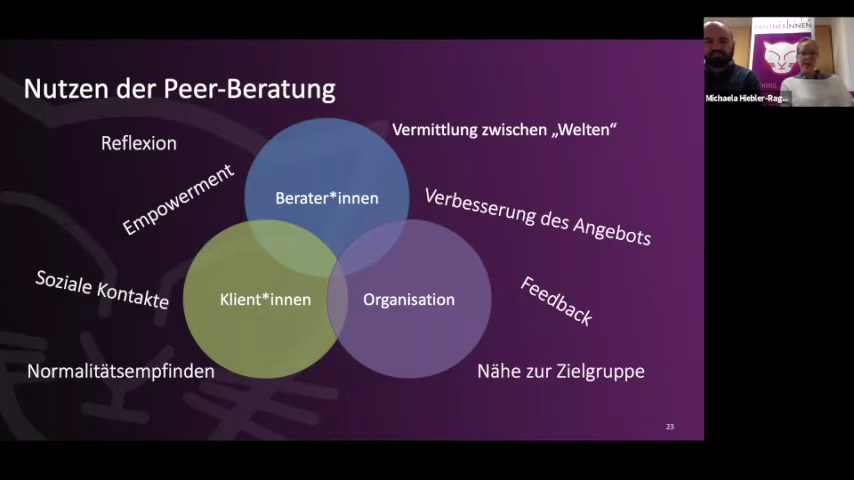 Nutzen der Peer-Beratung
Reflexion
Vermittlung zwischen „Welten“
Empowerment
Berater*innen
Verbesserung des Angebots
Soziale Kontakte
Klient*innen
Organisation
Feedback
Normalitätsempfinden
Nähe zur Zielgruppe
23
PANTHERINNEN
Michaela Hiebler-Rag...